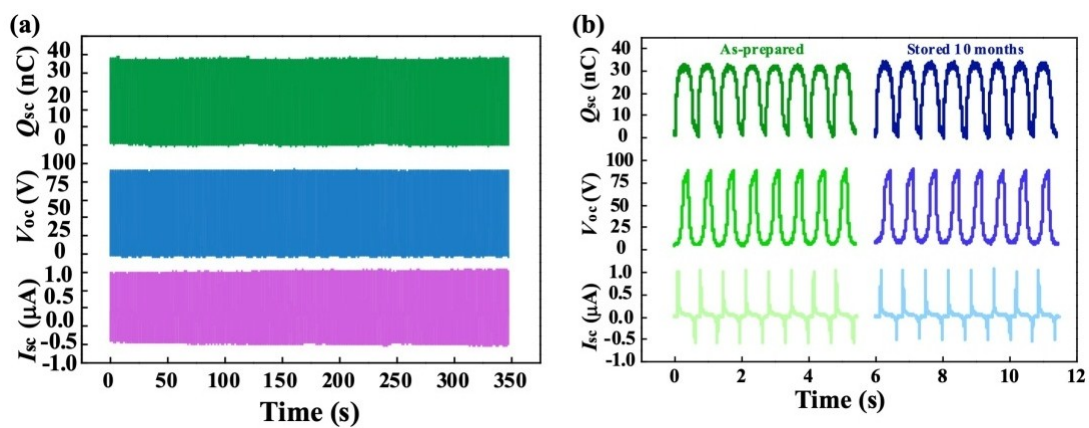 (a)
40
30
20
10
0
Qsc (nC)
100
75
50
25
0
Voc (V)
1.0
0.5
0.0
-0.5
-1.0
Isc (μA)
0 50 100 150 200 250 300 350
Time (s)
(b)
As-prepared Stored 10 months
40
30
20
10
0
Qsc (nC)
100
75
50
25
0
Voc (V)
1.0
0.5
0.0
-0.5
-1.0
Isc (μA)
0 2 4 6 8 10 12
Time (s)